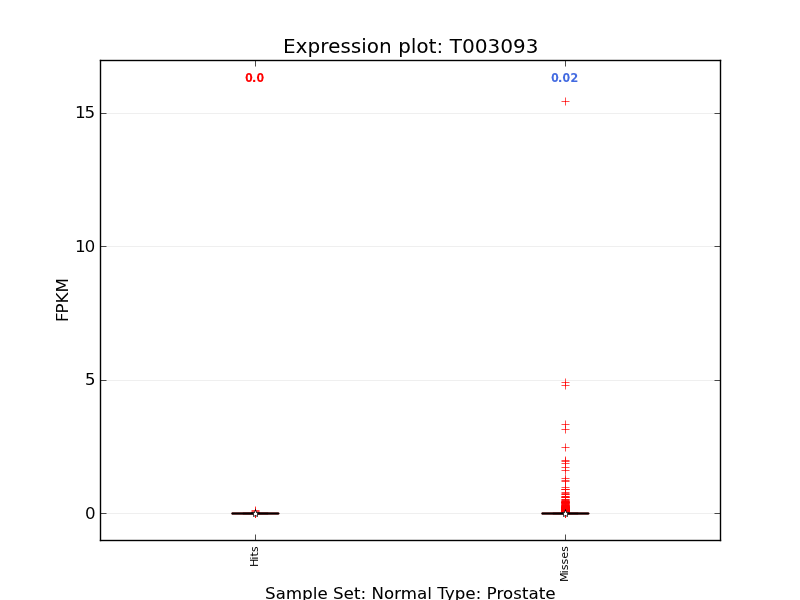 Expression plot: T003093
0.0
0.02
15
10
5
0
FPKM
Hits
Misses
Sample Set: Normal Type: Prostate